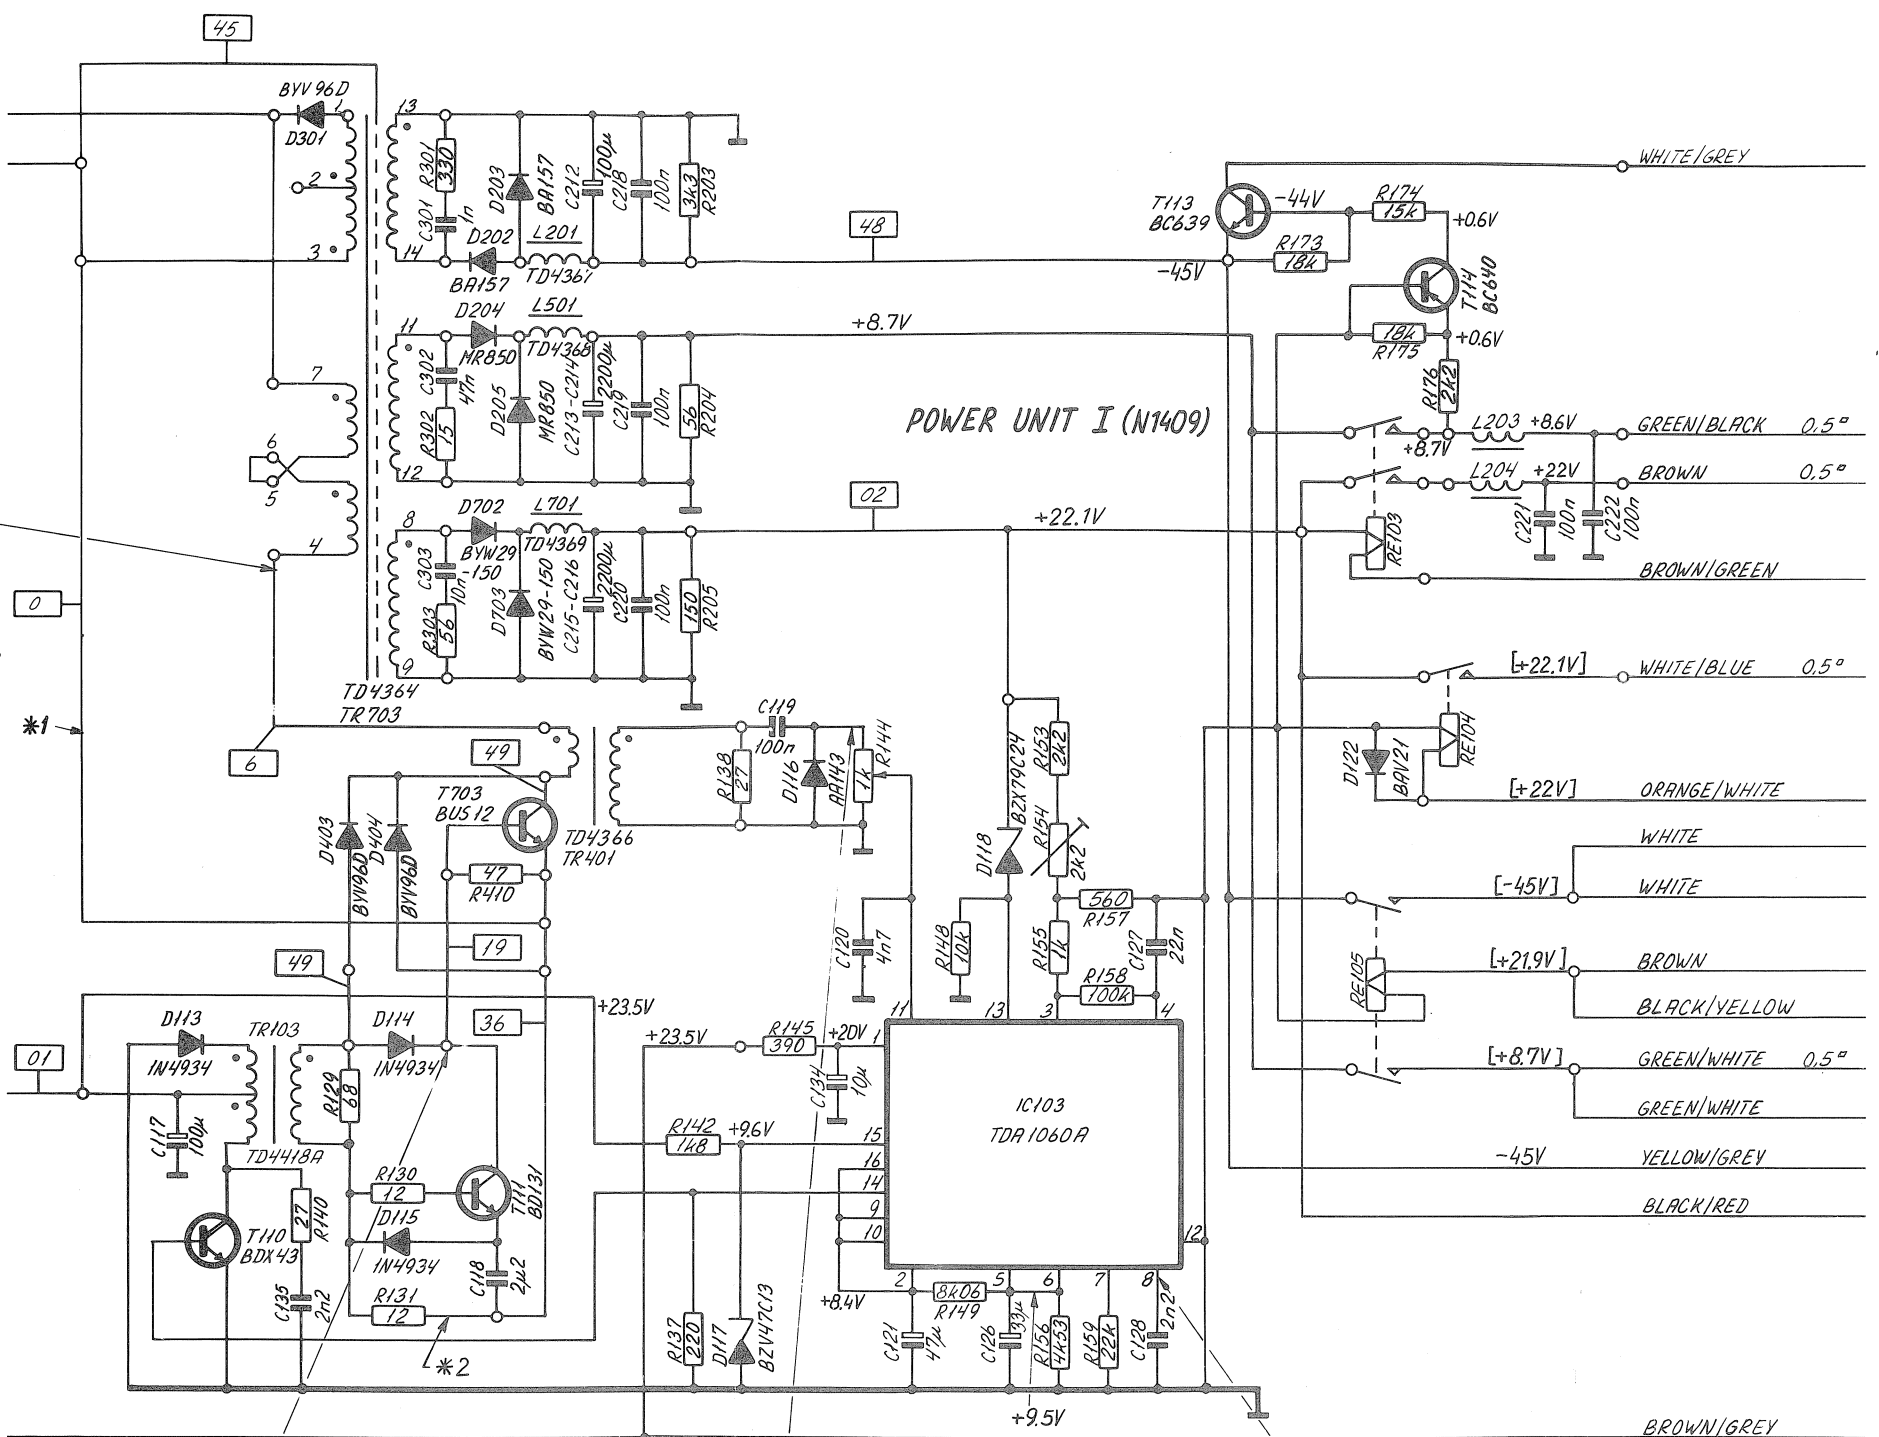 45
BYV96D
D301
1
2
3
13
14
R301
330
C301
1n
D202
BA157
D203
BA157
L201
TD4367
C212
100µ
C218
100n
3k3
R203
48
-45V
T113
BC639
-44V
R174
15k
+0.6V
R173
18k
T114
BC640
18k
R175
+0.6V
R176
2k2
WHITE/GREY
11
12
D204
MR850
L501
TD4368
C302
47n
R302
15
D205
MR850
C213-C214
2200µ
C219
100n
56
R204
+8.7V
POWER UNIT I (N1409)
7
6
5
4
+8.7V
L203
+8.6V
GREEN/BLACK
0.5▫
L204
+22V
BROWN
0.5▫
C221
100n
C222
100n
RE103
BROWN/GREEN
8
9
D702
BYW29
-150
L701
TD4369
C303
10n
R303
56
D703
BYW29-150
C215-C216
2200µ
C220
100n
150
R205
02
+22.1V
0
TD4364
TR703
*1
6
[+22.1V]
WHITE/BLUE
0.5▫
RE104
D122
BAV21
[+22V]
ORANGE/WHITE
49
T703
BUS12
TD4366
TR401
R138
27
C119
100n
D116
AA143
1k
R144
D403
BYV96D
D404
BYV96D
47
R410
19
D118
BZX79C24
R153
2k2
R154
2k2
560
R157
R155
1k
C127
22n
R158
100k
C120
4n7
R148
10k
WHITE
[-45V]
WHITE
RE105
[+21.9V]
BROWN
BLACK/YELLOW
[+8.7V]
GREEN/WHITE
0.5▫
GREEN/WHITE
-45V
YELLOW/GREY
BLACK/RED
49
36
+23.5V
01
D113
1N4934
TR103
D114
1N4934
R129
68
C117
100µ
TD4418A
R130
12
T111
BD131
D115
1N4934
C118
2µ2
R131
12
*2
T110
BDX43
27
R140
C135
2n2
+23.5V
R145
390
+20V
C134
10µ
R142
1k8
+9.6V
R137
220
D117
BZV47C13
11
13
3
4
1
15
16
14
9
10
12
2
5
6
7
8
IC103
TDA1060A
+8.4V
8k06
R149
C121
47µ
C126
33µ
R156
4k53
R159
22k
C128
2n2
+9.5V
BROWN/GREY